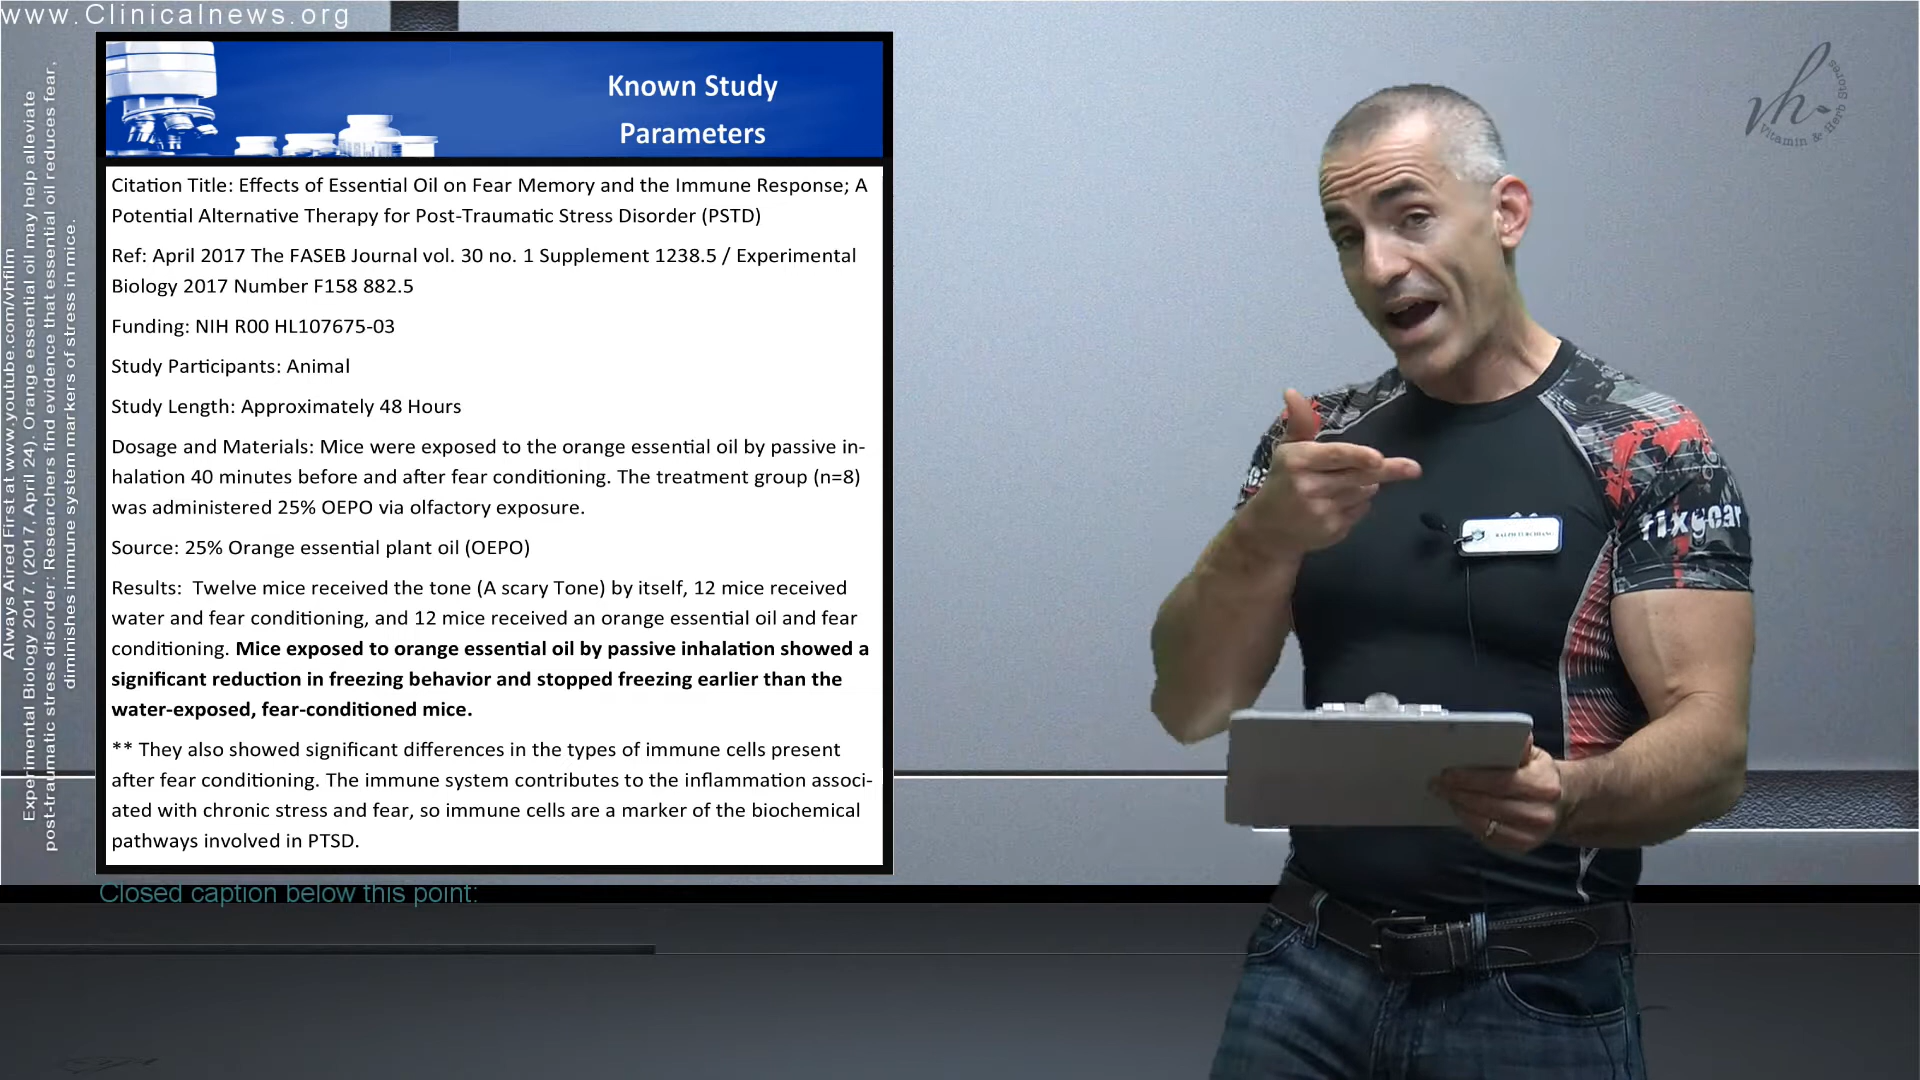 www.Clinicalnews.org
Always Aired First at www.youtube.com/vhfilm
Experimental Biology 2017. (2017, April 24). Orange essential oil may help alleviate
post-traumatic stress disorder: Researchers find evidence that essential oil reduces fear,
diminishes immune system markers of stress in mice.
Known Study
Parameters
Citation Title: Effects of Essential Oil on Fear Memory and the Immune Response; A
Potential Alternative Therapy for Post-Traumatic Stress Disorder (PSTD)
Ref: April 2017 The FASEB Journal vol. 30 no. 1 Supplement 1238.5 / Experimental
Biology 2017 Number F158 882.5
Funding: NIH R00 HL107675-03
Study Participants: Animal
Study Length: Approximately 48 Hours
Dosage and Materials: Mice were exposed to the orange essential oil by passive in-
halation 40 minutes before and after fear conditioning. The treatment group (n=8)
was administered 25% OEPO via olfactory exposure.
Source: 25% Orange essential plant oil (OEPO)
Results:  Twelve mice received the tone (A scary Tone) by itself, 12 mice received
water and fear conditioning, and 12 mice received an orange essential oil and fear
conditioning. Mice exposed to orange essential oil by passive inhalation showed a
significant reduction in freezing behavior and stopped freezing earlier than the
water-exposed, fear-conditioned mice.
** They also showed significant differences in the types of immune cells present
after fear conditioning. The immune system contributes to the inflammation associ-
ated with chronic stress and fear, so immune cells are a marker of the biochemical
pathways involved in PTSD.
Closed caption below this point:
vh
Vitamin & Herb Stores
fixgear